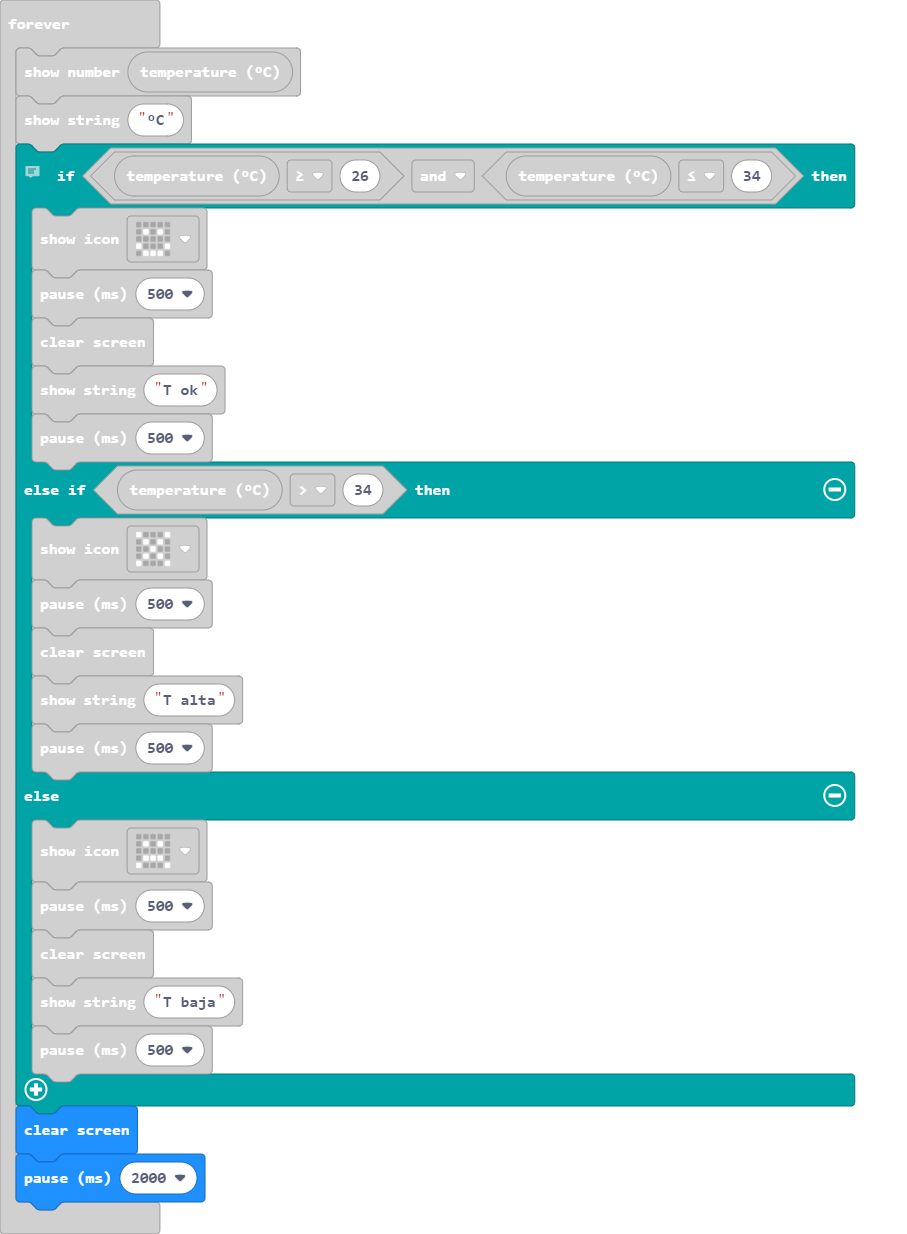 forever
show number temperature (ºC)
show string "ºC"
if temperature (ºC) ≥ 26 and temperature (ºC) ≤ 34 then
show icon
pause (ms) 500
clear screen
show string "T ok"
pause (ms) 500
else if temperature (ºC) > 34 then
show icon
pause (ms) 500
clear screen
show string "T alta"
pause (ms) 500
else
show icon
pause (ms) 500
clear screen
show string "T baja"
pause (ms) 500
clear screen
pause (ms) 2000